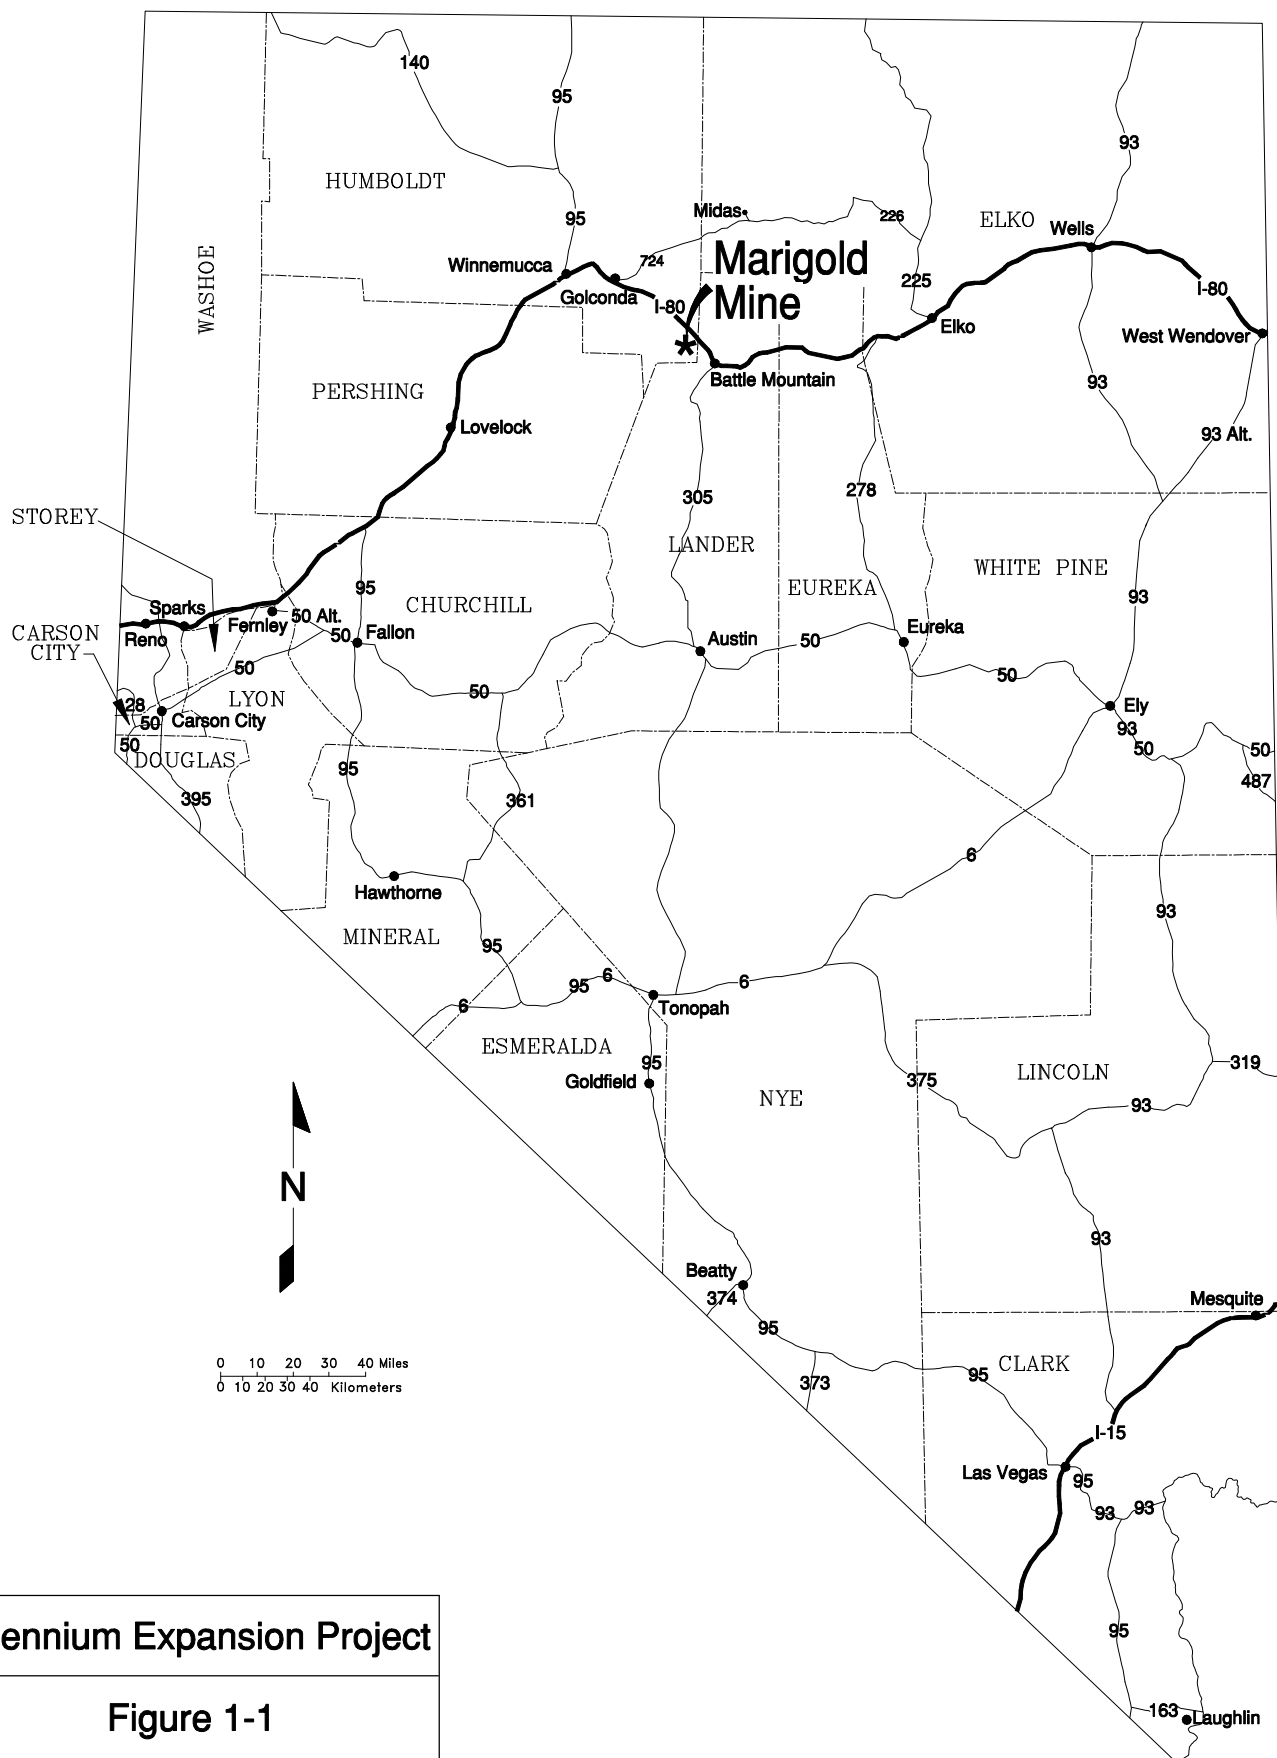 140
95
93
HUMBOLDT
95
Midas
226
ELKO
Wells
WASHOE
Winnemucca
724
Marigold
Mine
Golconda
I-80
225
I-80
Elko
West Wendover
Battle Mountain
93
PERSHING
Lovelock
93 Alt.
305
278
STOREY
LANDER
WHITE PINE
95
EUREKA
93
CHURCHILL
Sparks
50 Alt.
Fernley
CARSON
CITY
Reno
50
Fallon
Austin
50
Eureka
50
50
50
LYON
28
50
Carson City
Ely
93
50
50
50
DOUGLAS
95
487
395
361
6
Hawthorne
93
MINERAL
95
6
95
6
6
Tonopah
ESMERALDA
95
Goldfield
LINCOLN
319
375
NYE
93
N
93
Beatty
374
Mesquite
95
0 10 20 30 40 Miles
0 10 20 30 40 Kilometers
CLARK
95
373
I-15
Las Vegas
95
93
93
95
163
Laughlin
ennium Expansion Project
Figure 1-1